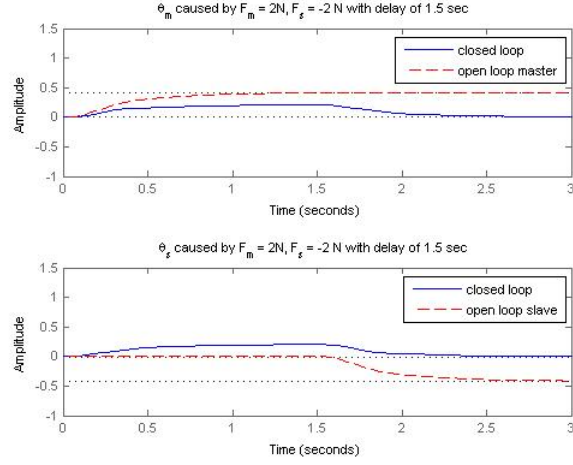 θm caused by Fm = 2N, Fs = -2 N with delay of 1.5 sec
1.5
1
0.5
0
-0.5
-1
Amplitude
closed loop
open loop master
0 0.5 1 1.5 2 2.5 3
Time (seconds)
θs caused by Fm = 2N, Fs = -2 N with delay of 1.5 sec
1.5
1
0.5
0
-0.5
-1
Amplitude
closed loop
open loop slave
0 0.5 1 1.5 2 2.5 3
Time (seconds)